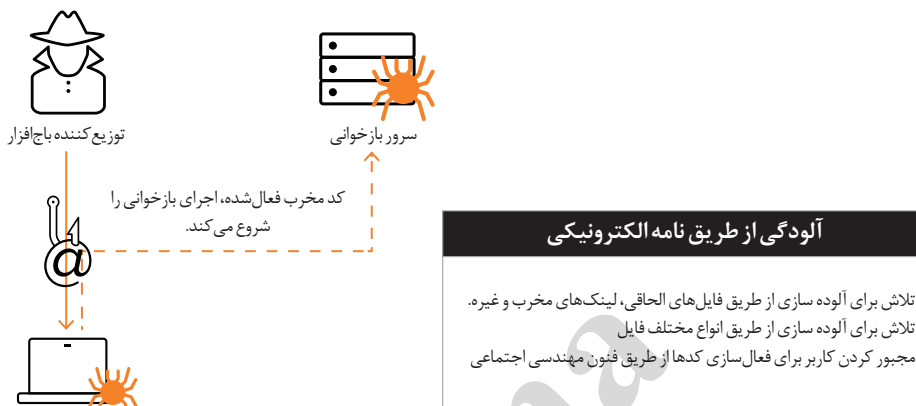 توزیع‌کننده باج‌افزار
سرور بازخوانی
کد مخرب فعال‌شده، اجرای بازخوانی را
شروع می‌کند.
@
آلودگی از طریق نامه الکترونیکی
تلاش برای آلوده سازی از طریق فایل‌های الحاقی، لینک‌های مخرب و غیره.
تلاش برای آلوده سازی از طریق انواع مختلف فایل
مجبور کردن کاربر برای فعال‌سازی کدها از طریق فنون مهندسی اجتماعی